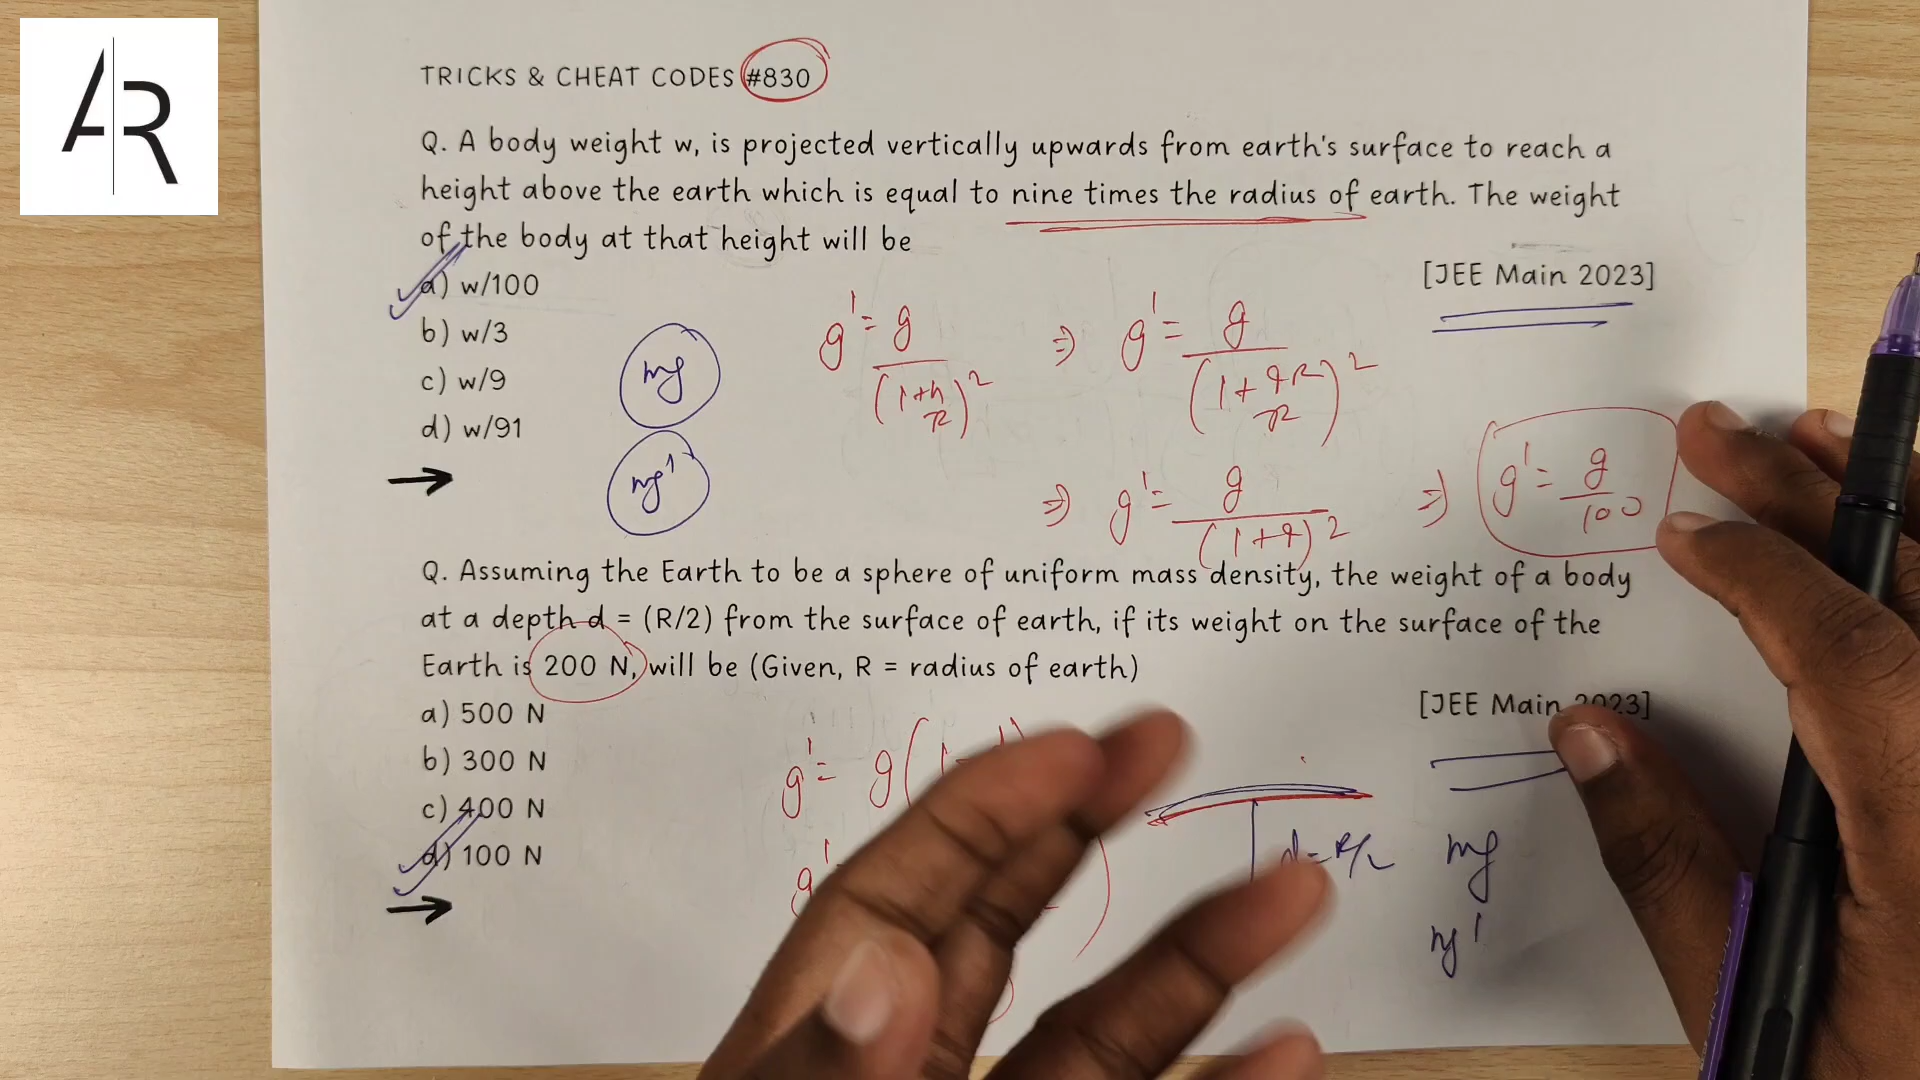 AR
TRICKS & CHEAT CODES #830
Q. A body weight w, is projected vertically upwards from earth's surface to reach a
height above the earth which is equal to nine times the radius of earth. The weight
of the body at that height will be
[JEE Main 2023]
a) w/100
b) w/3
c) w/9
d) w/91
mg
mg'
g' = g/(1+h/R)^2
⇒ g' = g/(1+9R/R)^2
⇒ g' = g/(1+9)^2
⇒ g' = g/100
Q. Assuming the Earth to be a sphere of uniform mass density, the weight of a body
at a depth d = (R/2) from the surface of earth, if its weight on the surface of the
Earth is 200 N, will be (Given, R = radius of earth)
[JEE Main 2023]
a) 500 N
b) 300 N
c) 400 N
d) 100 N
g' = g(1-
g'
d=R/2
mg
mg'